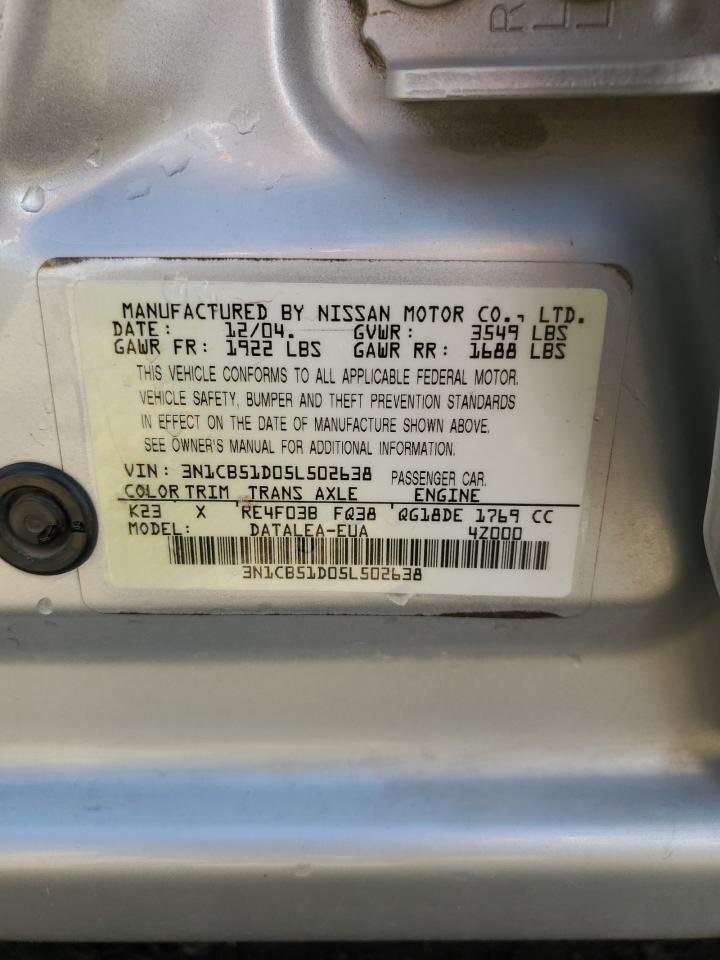 R
L
L
MANUFACTURED BY NISSAN MOTOR CO., LTD.
DATE: 12/04. GVWR: 3549 LBS
GAWR FR: 1922 LBS GAWR RR: 1688 LBS
THIS VEHICLE CONFORMS TO ALL APPLICABLE FEDERAL MOTOR.
VEHICLE SAFETY, BUMPER AND THEFT PREVENTION STANDARDS
IN EFFECT ON THE DATE OF MANUFACTURE SHOWN ABOVE.
SEE OWNER'S MANUAL FOR ADDITIONAL INFORMATION.
VIN: 3N1CB51D05L502638 PASSENGER CAR.
COLOR TRIM TRANS AXLE ENGINE
K23 X RE4F03B FQ38 QG18DE 1769 CC
MODEL: DATALEA-EUA 4Z000
3N1CB51D05L502638